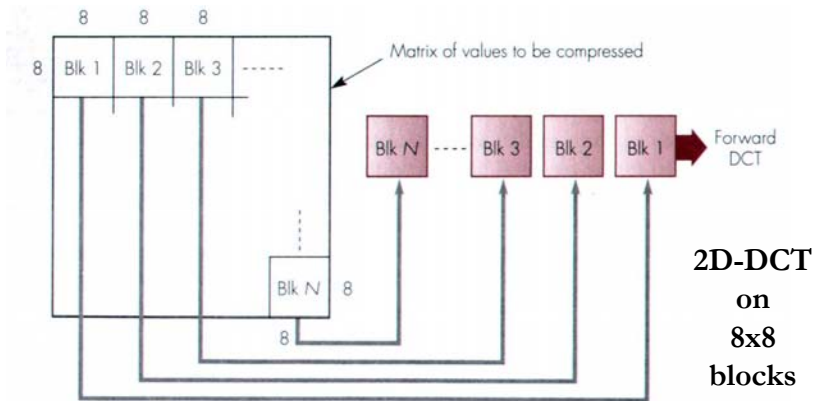 8 8 8
8 Blk 1 Blk 2 Blk 3
Matrix of values to be compressed
Blk N Blk 3 Blk 2 Blk 1
Forward
DCT
Blk N 8
8
2D-DCT
on
8x8
blocks